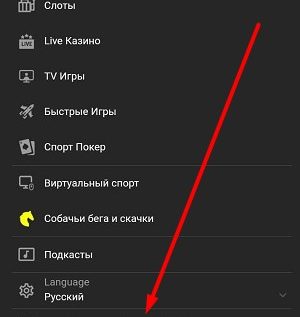 Слоты
LIVE
Live Казино
TV Игры
Быстрые Игры
Спорт Покер
Виртуальный спорт
Собачьи бега и скачки
Подкасты
Language
Русский